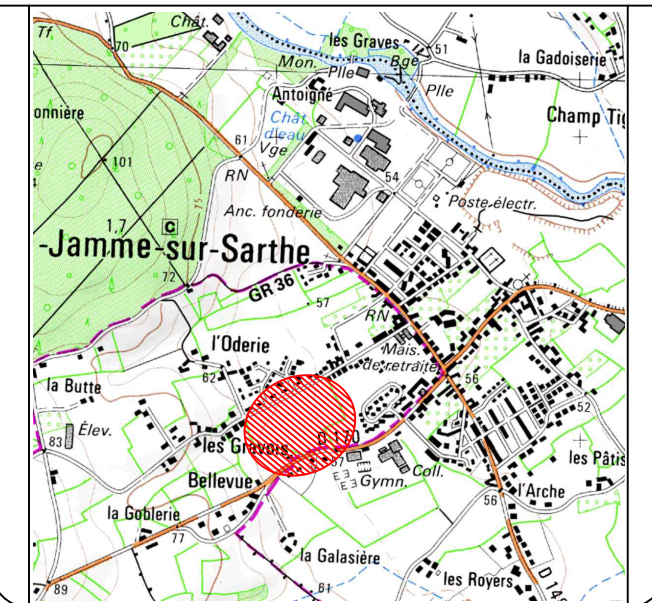 Tf
Chât.
70
les Graves
51
la Gadoiserie
Mon.
Plle
Bge
Plle
Antoigné
onnière
Chât
d'eau
Champ Tig
61
Vge
101
e
RN
54
75
Anc. fonderie
Poste électr.
1,7
C
-Jamme-sur-Sarthe
72
GR 36
57
RN
l'Oderie
Mais.
de retraite
62
56
la Butte
52
Élev.
83
les Gravois
D 170
57
les Pâtis
Bellevue
Gymn.
Coll.
l'Arche
56
la Goblerie
77
la Galasière
les Royers
89
61
D 148